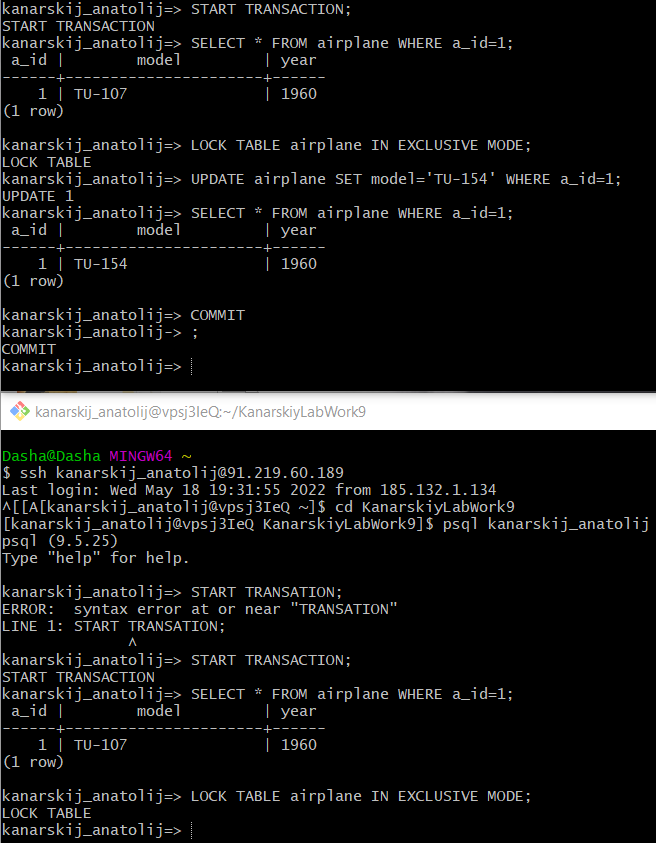 kanarskij_anatolij=> START TRANSACTION;
START TRANSACTION
kanarskij_anatolij=> SELECT * FROM airplane WHERE a_id=1;
 a_id |        model         | year
------+----------------------+------
    1 | TU-107               | 1960
(1 row)

kanarskij_anatolij=> LOCK TABLE airplane IN EXCLUSIVE MODE;
LOCK TABLE
kanarskij_anatolij=> UPDATE airplane SET model='TU-154' WHERE a_id=1;
UPDATE 1
kanarskij_anatolij=> SELECT * FROM airplane WHERE a_id=1;
 a_id |        model         | year
------+----------------------+------
    1 | TU-154               | 1960
(1 row)

kanarskij_anatolij=> COMMIT
kanarskij_anatolij-> ;
COMMIT
kanarskij_anatolij=>
kanarskij_anatolij@vpsj3IeQ:~/KanarskiyLabWork9
Dasha@Dasha MINGW64 ~
$ ssh kanarskij_anatolij@91.219.60.189
Last login: Wed May 18 19:31:55 2022 from 185.132.1.134
^[[A[kanarskij_anatolij@vpsj3IeQ ~]$ cd KanarskiyLabWork9
[kanarskij_anatolij@vpsj3IeQ KanarskiyLabWork9]$ psql kanarskij_anatolij
psql (9.5.25)
Type "help" for help.

kanarskij_anatolij=> START TRANSATION;
ERROR:  syntax error at or near "TRANSATION"
LINE 1: START TRANSATION;
              ^
kanarskij_anatolij=> START TRANSACTION;
START TRANSACTION
kanarskij_anatolij=> SELECT * FROM airplane WHERE a_id=1;
 a_id |        model         | year
------+----------------------+------
    1 | TU-107               | 1960
(1 row)

kanarskij_anatolij=> LOCK TABLE airplane IN EXCLUSIVE MODE;
LOCK TABLE
kanarskij_anatolij=>